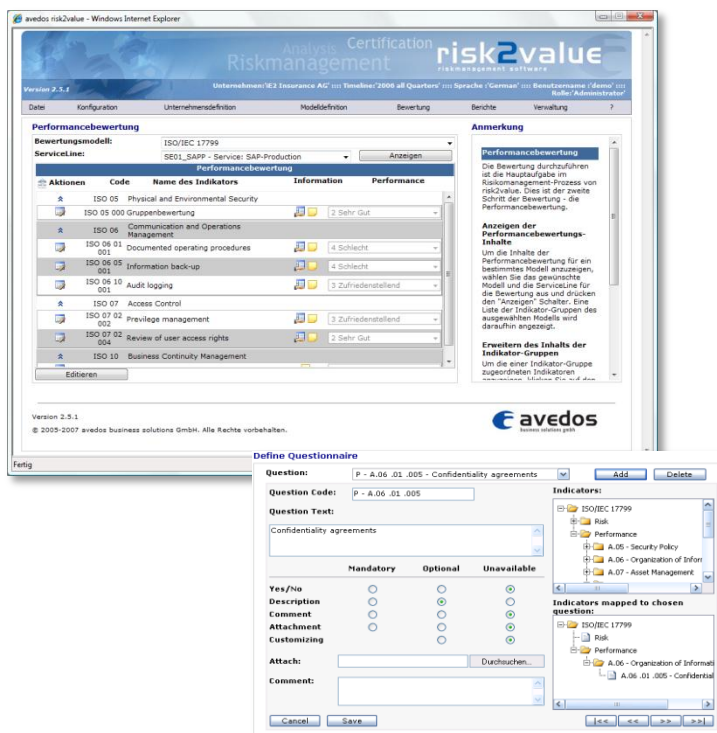 avedos risk2value - Windows Internet Explorer
Analysis Certification
Riskmanagement
risk2value
riskmanagement software
Version 2.5.1
Unternehmen:'iE2 Insurance AG' :::: Timeline:'2006 all Quarters' :::: Sprache :'German' :::: Benutzername :'demo' ::::
Rolle:'Administrator'
Datei Konfiguration Unternehmensdefinition Modelldefinition Bewertung Berichte Verwaltung ?
Performancebewertung
Bewertungsmodell: ISO/IEC 17799
ServiceLine: SE01_SAPP - Service: SAP-Production Anzeigen
Performancebewertung
Aktionen Code Name des Indikators Information Performance
ISO 05 Physical and Environmental Security
ISO 05 000 Gruppenbewertung 2 Sehr Gut
ISO 06 Communication and Operations Management
ISO 06 01 001 Documented operating procedures 4 Schlecht
ISO 06 05 001 Information back-up 4 Schlecht
ISO 06 10 001 Audit logging 3 Zufriedenstellend
ISO 07 Access Control
ISO 07 02 002 Previlege management 3 Zufriedenstellend
ISO 07 02 004 Review of user access rights 2 Sehr Gut
ISO 10 Business Continuity Management
Editieren
Anmerkung
Performancebewertung
Die Bewertung durchzuführen
ist die Hauptaufgabe im
Risikomanagement-Prozess von
risk2value. Dies ist der zweite
Schritt der Bewertung - die
Performancebewertung.
Anzeigen der
Performancebewertungs-
Inhalte
Um die Inhalte der
Performancebewertung für ein
bestimmtes Modell anzuzeigen,
wählen Sie das gewünschte
Modell und die ServiceLine für
die Bewertung aus und drücken
den "Anzeigen" Schalter. Eine
Liste der Indikator-Gruppen des
ausgewählten Modells wird
daraufhin angezeigt.
Erweitern des Inhalts der
Indikator-Gruppen
Um die einer Indikator-Gruppe
zugeordneten Indikatoren
anzuzeigen, klicken Sie auf den
Version 2.5.1
© 2005-2007 avedos business solutions GmbH. Alle Rechte vorbehalten.
avedos
business solutions gmbh
Fertig
Define Questionnaire
Question: P - A.06 .01 .005 - Confidentiality agreements Add Delete
Question Code: P - A.06 .01 .005
Question Text:
Confidentiality agreements
Mandatory Optional Unavailable
Yes/No
Description
Comment
Attachment
Customizing
Attach: Durchsuchen...
Comment:
Cancel Save
Indicators:
ISO/IEC 17799
Risk
Performance
A.05 - Security Policy
A.06 - Organization of Inforr
A.07 - Asset Management
Indicators mapped to chosen
question:
ISO/IEC 17799
Risk
Performance
A.06 - Organization of Informati
A.06 .01 .005 - Confidential
|<< << >> >>|